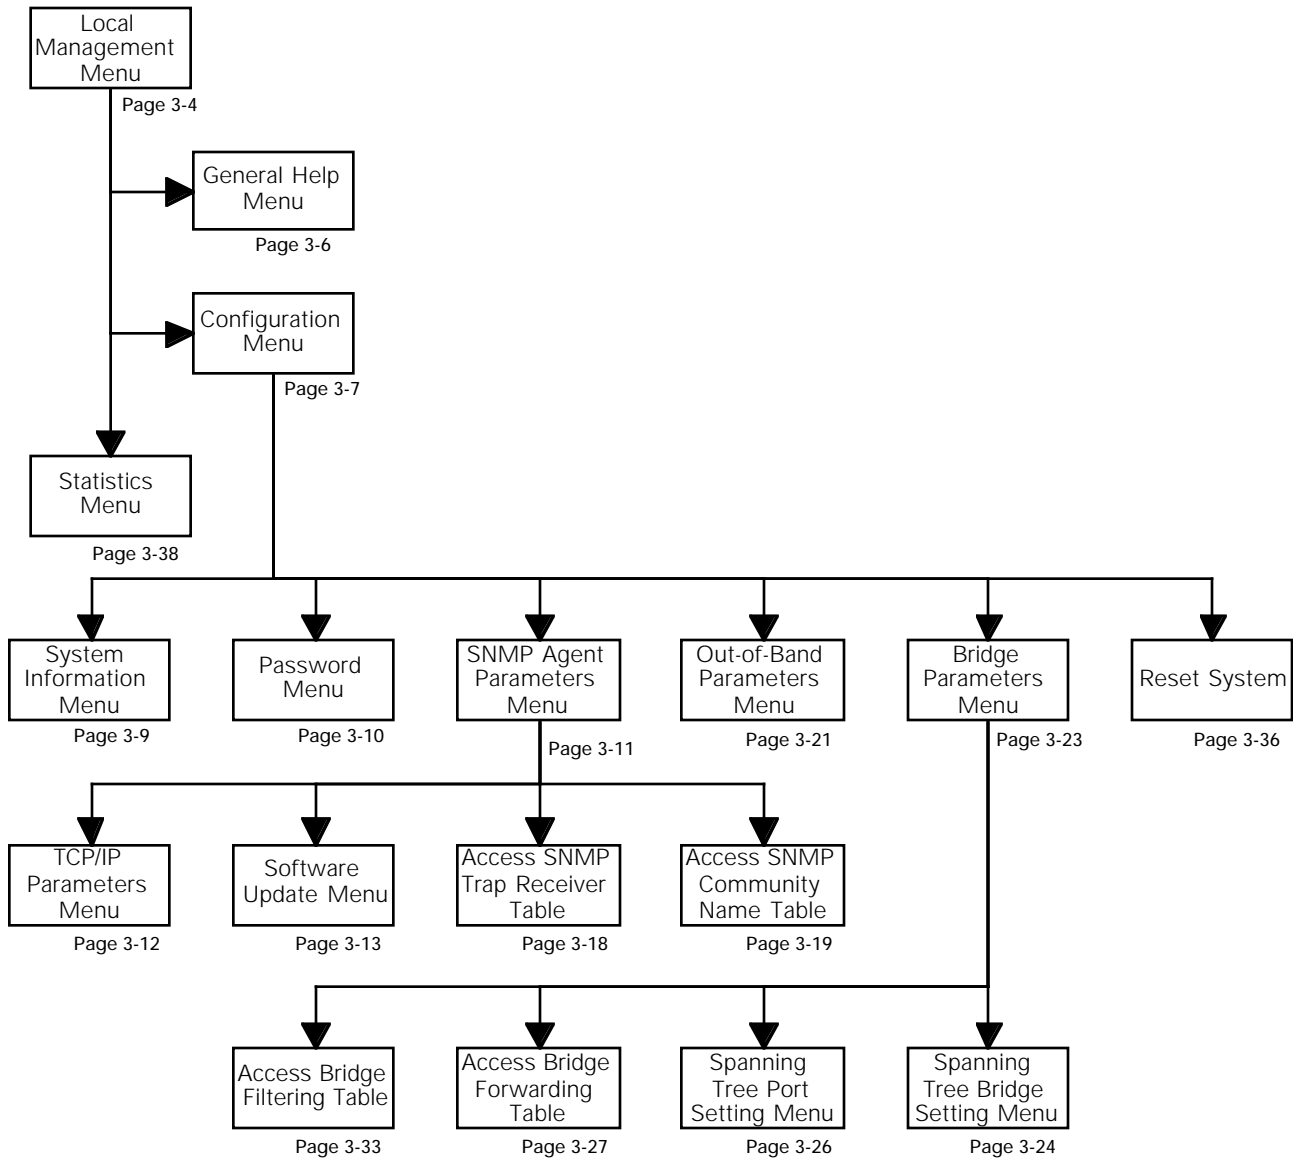 Local
Management
Menu
Page 3-4
General Help
Menu
Page 3-6
Configuration
Menu
Page 3-7
Statistics
Menu
Page 3-38
System
Information
Menu
Page 3-9
Password
Menu
Page 3-10
SNMP Agent
Parameters
Menu
Page 3-11
Out-of-Band
Parameters
Menu
Page 3-21
Bridge
Parameters
Menu
Page 3-23
Reset System
Page 3-36
TCP/IP
Parameters
Menu
Page 3-12
Software
Update Menu
Page 3-13
Access SNMP
Trap Receiver
Table
Page 3-18
Access SNMP
Community
Name Table
Page 3-19
Access Bridge
Filtering Table
Page 3-33
Access Bridge
Forwarding
Table
Page 3-27
Spanning
Tree Port
Setting Menu
Page 3-26
Spanning
Tree Bridge
Setting Menu
Page 3-24